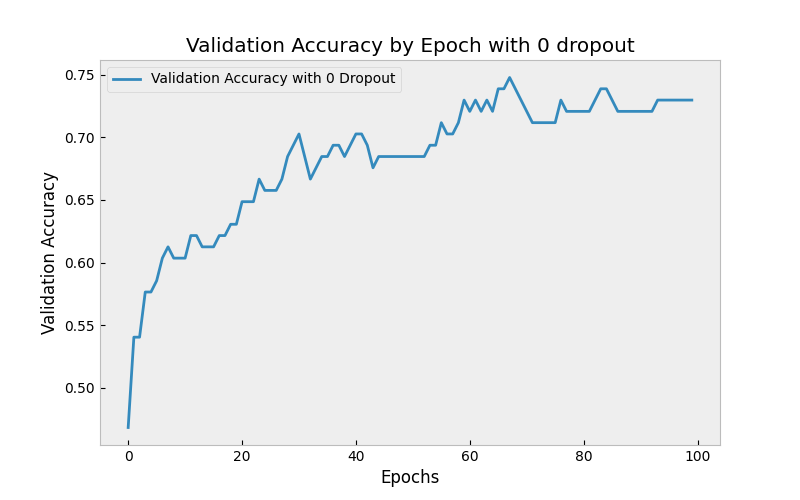 Validation Accuracy by Epoch with 0 dropout
Validation Accuracy with 0 Dropout
Validation Accuracy
0.75
0.70
0.65
0.60
0.55
0.50
0 20 40 60 80 100
Epochs